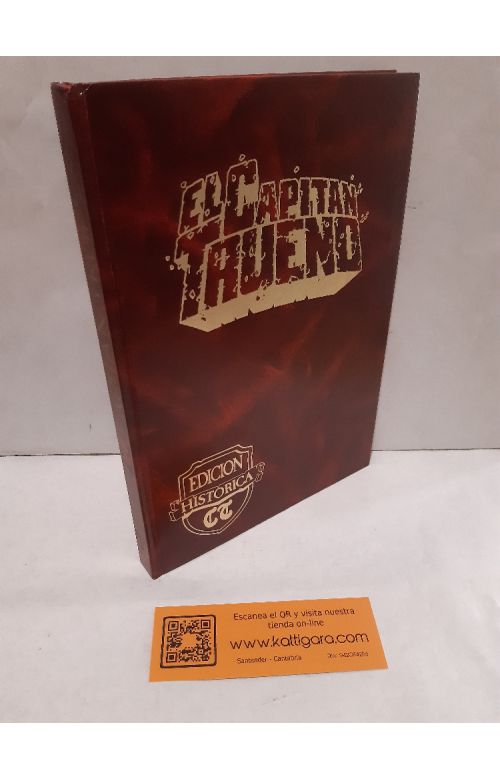 EL CAPITAN
TRUENO
EDICION
HISTORICA
CT
Escanea el QR y visita nuestra
tienda on-line
www.kattigara.com
Santander - Cantabria